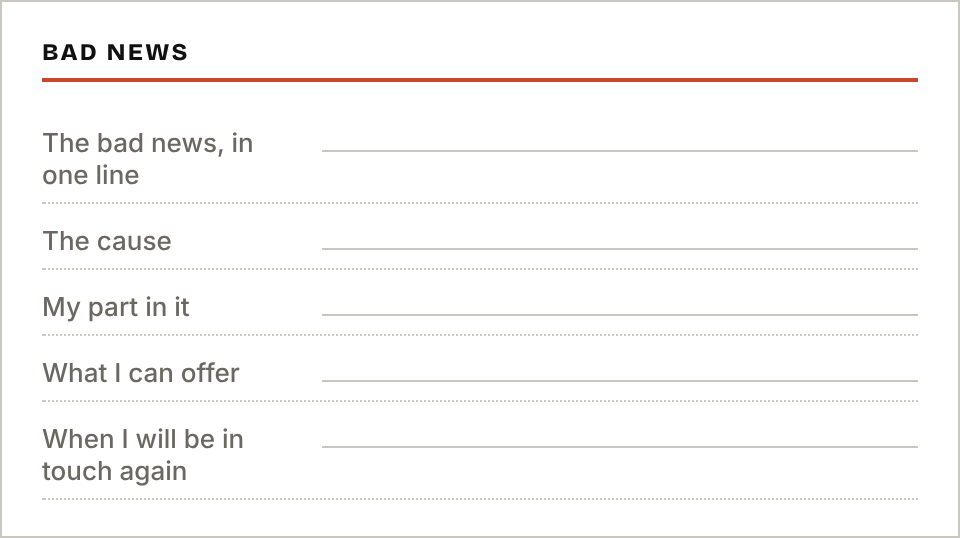 BAD NEWS
The bad news, in
one line
The cause
My part in it
What I can offer
When I will be in
touch again